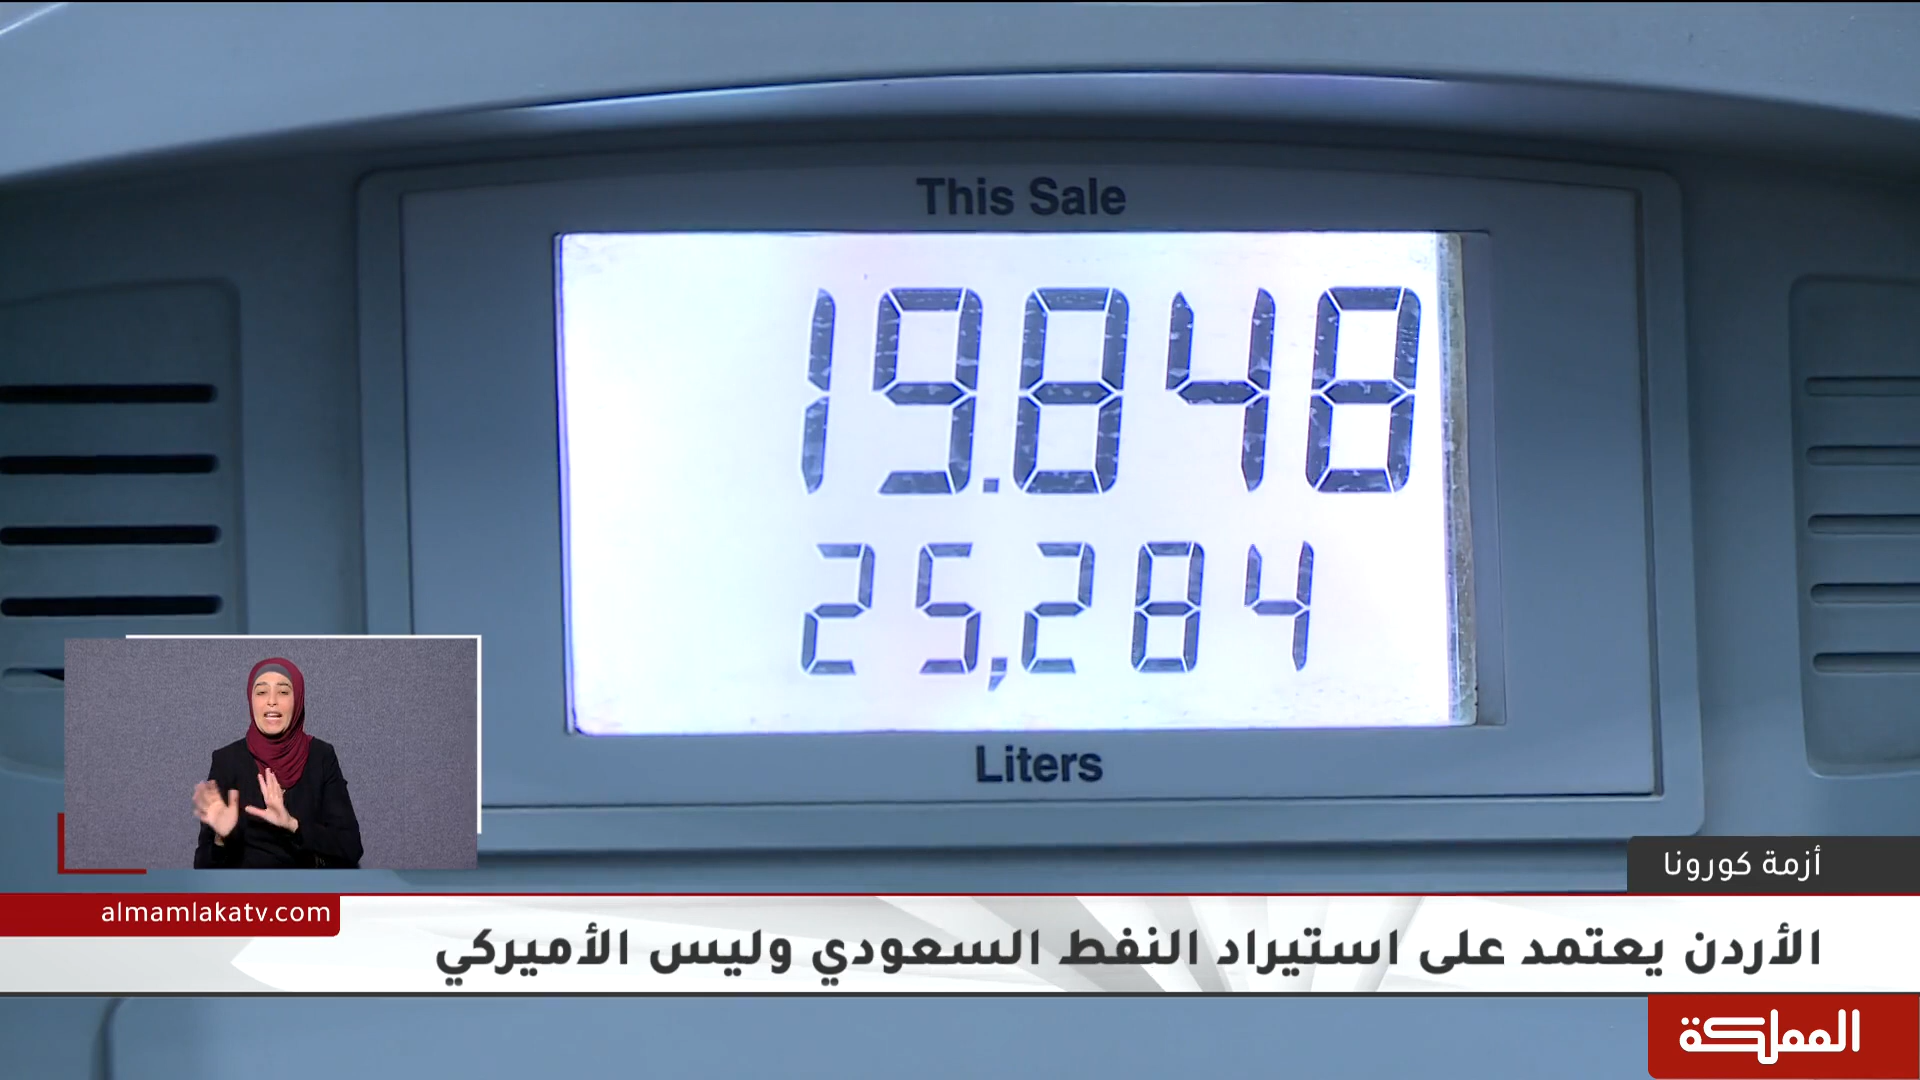 This Sale
19.848
25,284
Liters
أزمة كورونا
almamlakatv.com
الأردن يعتمد على استيراد النفط السعودي وليس الأميركي
المملكة